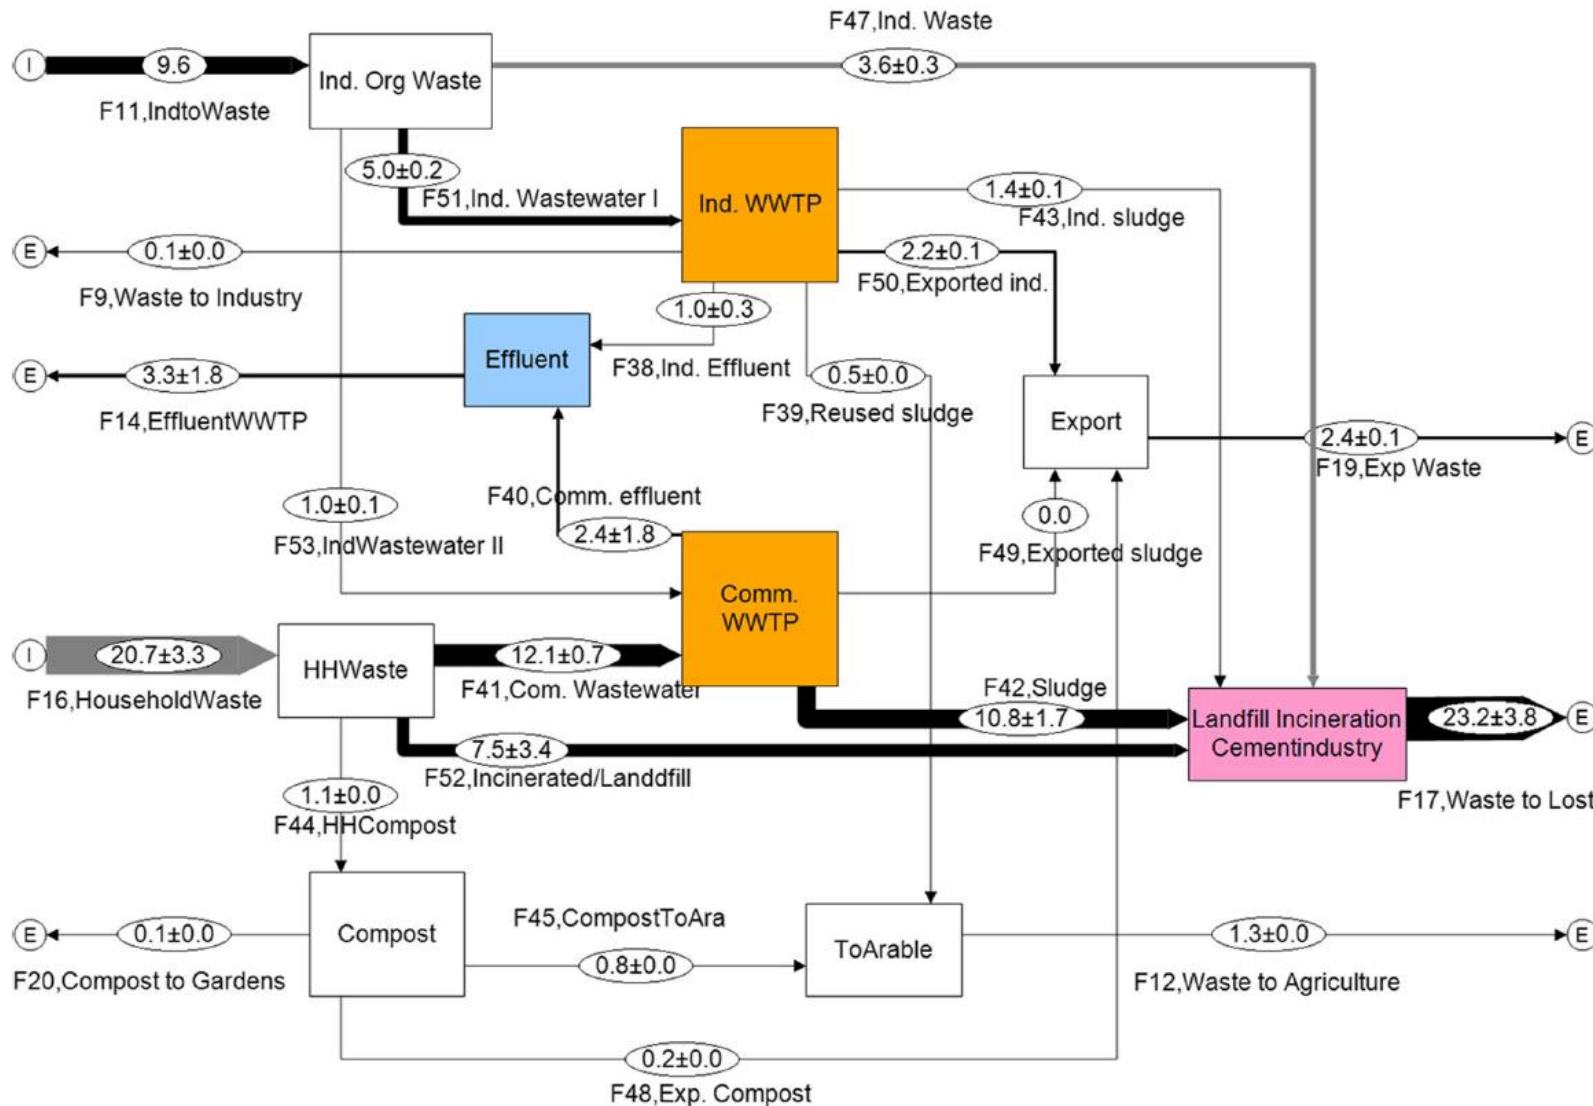 F47,Ind. Waste
I
9.6
Ind. Org Waste
3.6±0.3
F11,IndtoWaste
5.0±0.2
F51,Ind. Wastewater I
Ind. WWTP
1.4±0.1
F43,Ind. sludge
E
0.1±0.0
F9,Waste to Industry
2.2±0.1
F50,Exported ind.
1.0±0.3
F38,Ind. Effluent
Effluent
E
3.3±1.8
F14,EffluentWWTP
0.5±0.0
F39,Reused sludge
Export
2.4±0.1
E
F19,Exp Waste
1.0±0.1
F53,IndWastewater II
F40,Comm. effluent
2.4±1.8
0.0
F49,Exported sludge
Comm.
WWTP
I
20.7±3.3
F16,HouseholdWaste
HHWaste
12.1±0.7
F41,Com. Wastewater
F42,Sludge
10.8±1.7
7.5±3.4
F52,Incinerated/Landdfill
Landfill Incineration
Cementindustry
23.2±3.8
E
F17,Waste to Lost
1.1±0.0
F44,HHCompost
E
0.1±0.0
F20,Compost to Gardens
Compost
F45,CompostToAra
0.8±0.0
ToArable
1.3±0.0
E
F12,Waste to Agriculture
0.2±0.0
F48,Exp. Compost